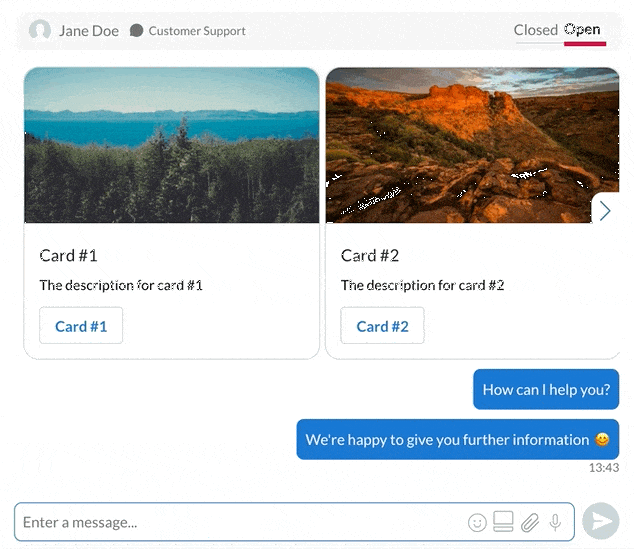 Jane Doe Customer Support Closed Open
Card #1
The description for card #1
Card #1
Card #2
The description for card #2
Card #2
How can I help you?
We're happy to give you further information 😊
13:43
Enter a message...